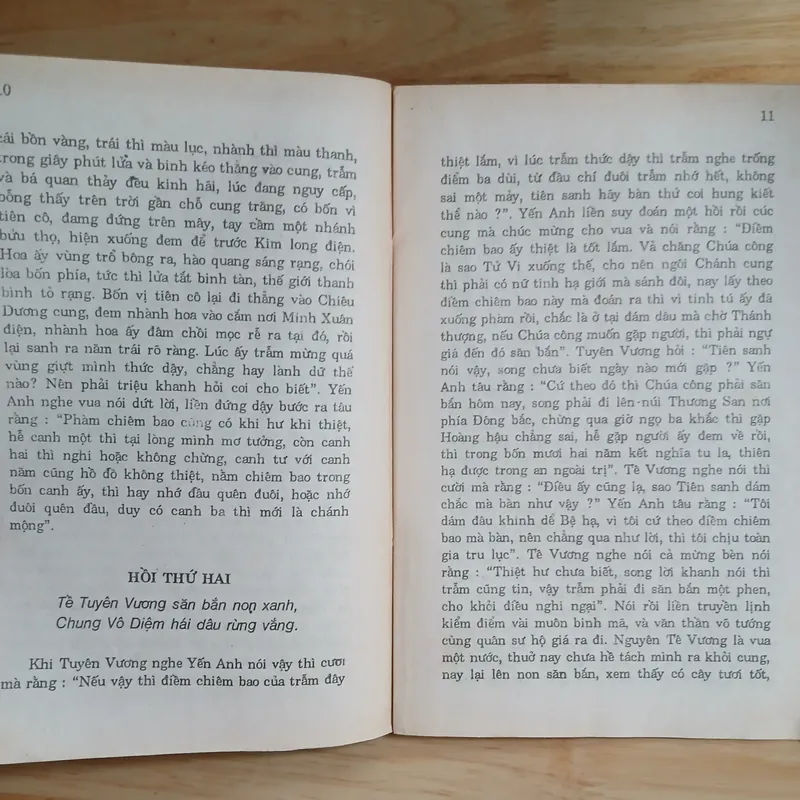 10
cái bồn vàng, trái thì màu lục, nhành thì màu thanh,
trong giây phút lửa và binh kéo thẳng vào cung, trẫm
và bá quan thảy đều kinh hãi, lúc đang nguy cấp,
bỗng thấy trên trời gần chỗ cung trăng, có bốn vì
tiên cô, đamg đứng trên mây, tay cầm một nhánh
bửu thọ, hiện xuống đem để trước Kim long điện.
Hoa ấy vùng trổ bông ra, hào quang sáng rạng, chói
lòa bốn phía, tức thì lửa tắt binh tàn, thế giới thanh
bình tỏ rạng. Bốn vị tiên cô lại đi thẳng vào Chiêu
Dương cung, đem nhành hoa vào cắm nơi Minh Xuân
điện, nhành hoa ấy đâm chồi mọc rễ ra tại đó, rồi
lại sanh ra năm trái rõ ràng. Lúc ấy trẫm mừng quá
vùng giựt mình thức dậy, chẳng hay lành dữ thế
nào? Nên phải triệu khanh hỏi coi cho biết”. Yến
Anh nghe vua nói dứt lời, liền đứng dậy bước ra tâu
rằng : “Phàm chiêm bao cũng có khi hư khi thiệt,
hễ canh một thì tại lòng mình mơ tưởng, còn canh
hai thì nghi hoặc không chừng, canh tư với canh
năm cũng hồ đồ không thiệt, nằm chiêm bao trong
bốn canh ấy, thì hay nhớ đầu quên đuôi, hoặc nhớ
đuôi quên đầu, duy có canh ba thì mới là chánh
mộng”.
HỒI THỨ HAI
Tề Tuyên Vương săn bắn non xanh,
Chung Vô Diệm hái dâu rừng vắng.
Khi Tuyên Vương nghe Yến Anh nói vậy thì cười
mà rằng : “Nếu vậy thì điềm chiêm bao của trẫm đây
11
thiệt lắm, vì lúc trẫm thức dậy thì trẫm nghe trống
điểm ba dùi, từ đầu chí đuôi trẫm nhớ hết, không
sai một mảy, tiên sanh hãy bàn thử coi hung kiết
thể nào ?”. Yến Anh liền suy đoán một hồi rồi cúc
cung mà chúc mừng cho vua và nói rằng : “Điềm
chiêm bao ấy thiệt là tốt lắm. Vả chăng Chúa công
là sao Tử Vi xuống thế, cho nên ngôi Chánh cung
thì phải có nữ tinh hạ giới mà sánh đôi, nay lấy theo
điềm chiêm bao này mà đoán ra thì vì tinh tú ấy đã
xuống phàm rồi, chắc là ở tại dám dâu mà chờ Thánh
thượng, nếu Chúa công muốn gặp người, thì phải ngự
giá đến đó săn bắn”. Tuyên Vương hỏi : “Tiên sanh
nói vậy, song chưa biết ngày nào mới gặp ?” Yến
Anh tâu rằng : “Cứ theo đó thì Chúa công phải săn
bắn hôm nay, song phải đi lên núi Thương San nơi
phía Đông bắc, chừng qua giờ ngọ ba khắc thì gặp
Hoàng hậu chẳng sai, hễ gặp người ấy đem về rồi,
thì trong bốn mươi hai năm kết nghĩa tu la, thiên
hạ được trong an ngoài trị”. Tề Vương nghe nói thì
cười mà rằng : “Điều ấy cũng lạ, sao Tiên sanh dám
chắc mà bàn như vậy ?” Yến Anh tâu rằng : “Tôi
dám đâu khinh dể Bệ hạ, vì tôi cứ theo điềm chiêm
bao mà bàn, nên chẳng qua như lời, thì tôi chịu toàn
gia tru lục”. Tề Vương nghe nói cả mừng bèn nói
rằng : “Thiệt hư chưa biết, song lời khanh nói thì
trẫm cũng tin, vậy trẫm phải đi săn bắn một phen,
cho khỏi điều nghi ngại”. Nói rồi liền truyền lịnh
kiểm điểm vài muôn binh mã, và văn thần võ tướng
cùng quân sư hộ giá ra đi. Nguyên Tề Vương là vua
một nước, thuở nay chưa hề tách mình ra khỏi cung,
nay lại lên non săn bắn, xem thấy có cây tươi tốt,